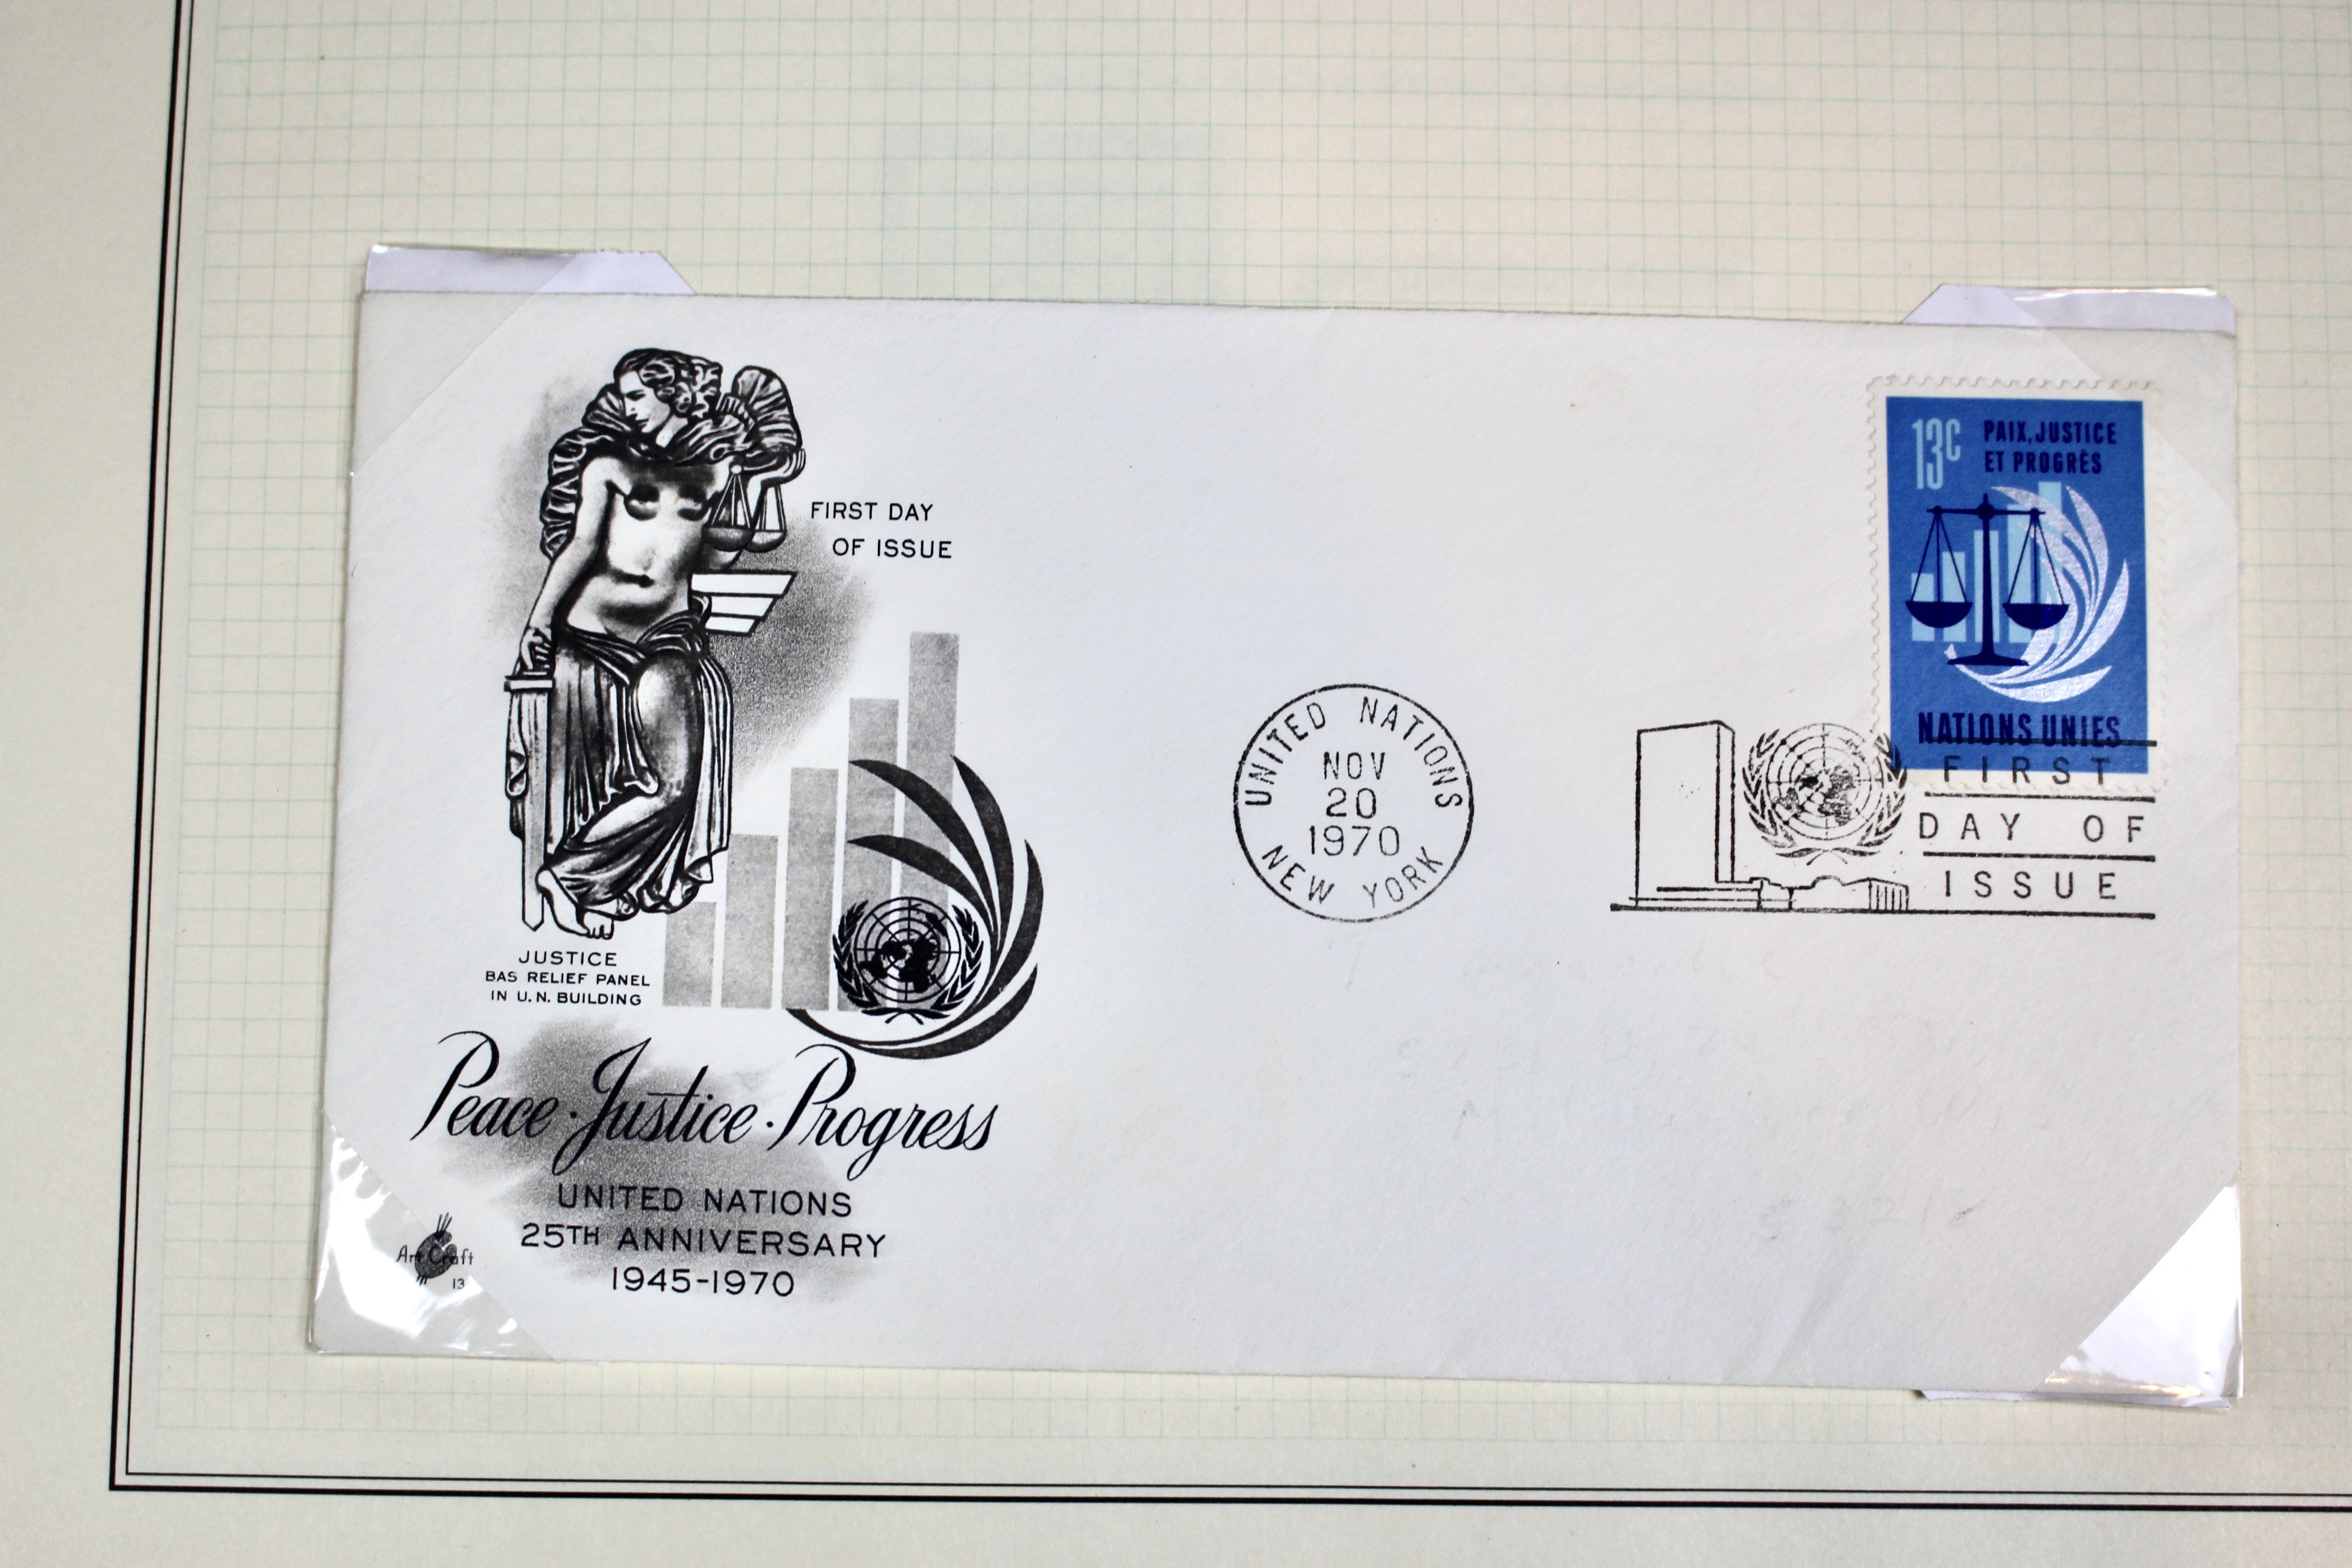 FIRST DAY
OF ISSUE
JUSTICE
BAS RELIEF PANEL
IN U.N. BUILDING
Peace · Justice · Progress
UNITED NATIONS
25TH ANNIVERSARY
1945-1970
Art Craft
13
UNITED NATIONS
NOV
20
1970
NEW YORK
13c
PAIX, JUSTICE
ET PROGRÈS
NATIONS UNIES
FIRST
DAY OF
ISSUE